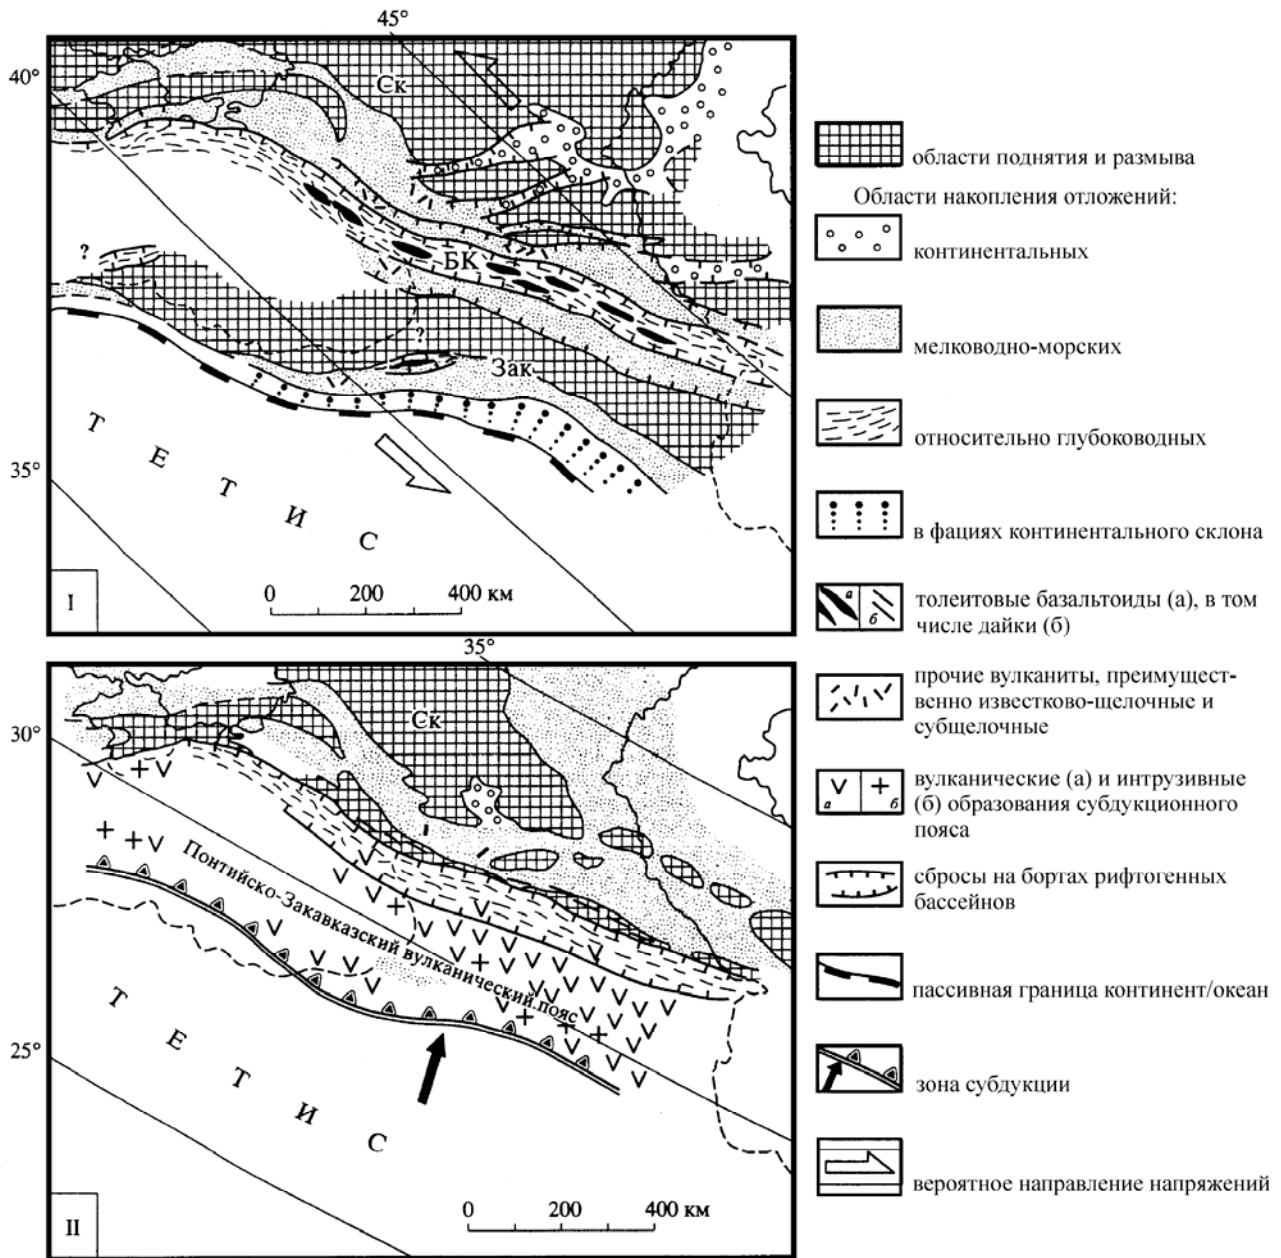 45°
40°
Ск
?
БК
?
Зак
35°
ТЕТИС
0 200 400 км
I
35°
30°
Ск
Понтийско-Закавказский вулканический пояс
25°
ТЕТИС
0 200 400 км
II
области поднятия и размыва
Области накопления отложений:
континентальных
мелководно-морских
относительно глубоководных
в фациях континентального склона
а б
толеитовые базальтоиды (а), в том
числе дайки (б)
прочие вулканиты, преимущест-
венно известково-щелочные и
субщелочные
а б
вулканические (а) и интрузивные
(б) образования субдукционного
пояса
сбросы на бортах рифтогенных
бассейнов
пассивная граница континент/океан
зона субдукции
вероятное направление напряжений